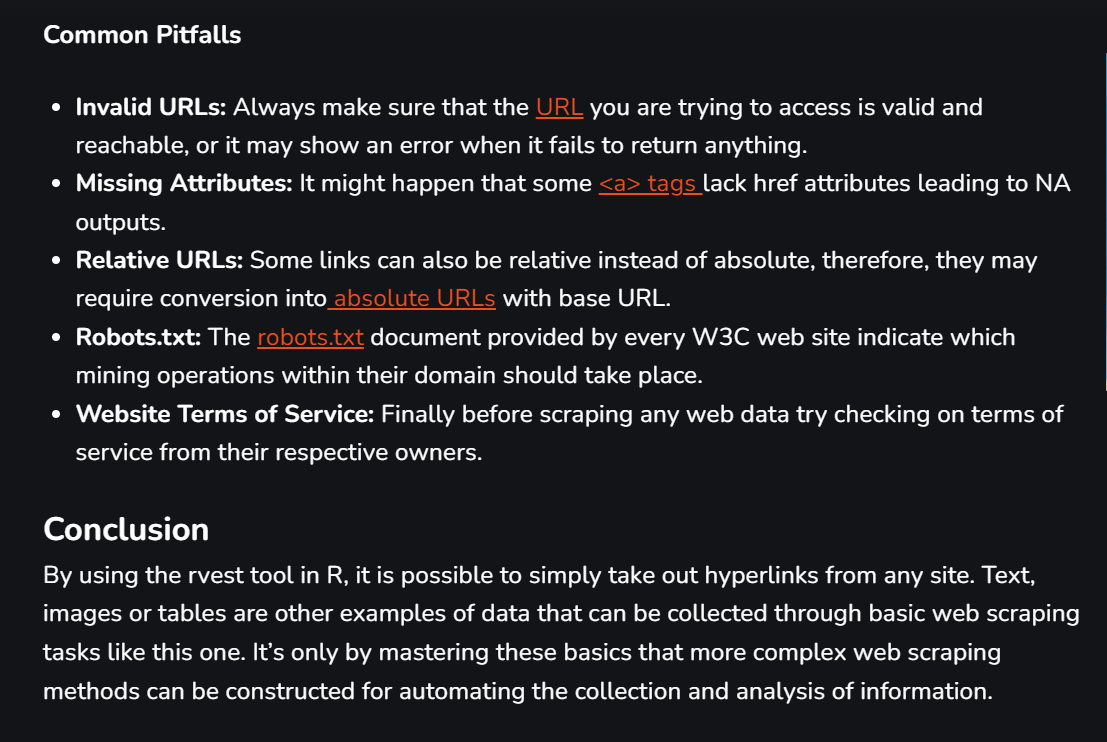 Common Pitfalls
• Invalid URLs: Always make sure that the URL you are trying to access is valid and
reachable, or it may show an error when it fails to return anything.
• Missing Attributes: It might happen that some <a> tags lack href attributes leading to NA
outputs.
• Relative URLs: Some links can also be relative instead of absolute, therefore, they may
require conversion into absolute URLs with base URL.
• Robots.txt: The robots.txt document provided by every W3C web site indicate which
mining operations within their domain should take place.
• Website Terms of Service: Finally before scraping any web data try checking on terms of
service from their respective owners.
Conclusion
By using the rvest tool in R, it is possible to simply take out hyperlinks from any site. Text,
images or tables are other examples of data that can be collected through basic web scraping
tasks like this one. It’s only by mastering these basics that more complex web scraping
methods can be constructed for automating the collection and analysis of information.